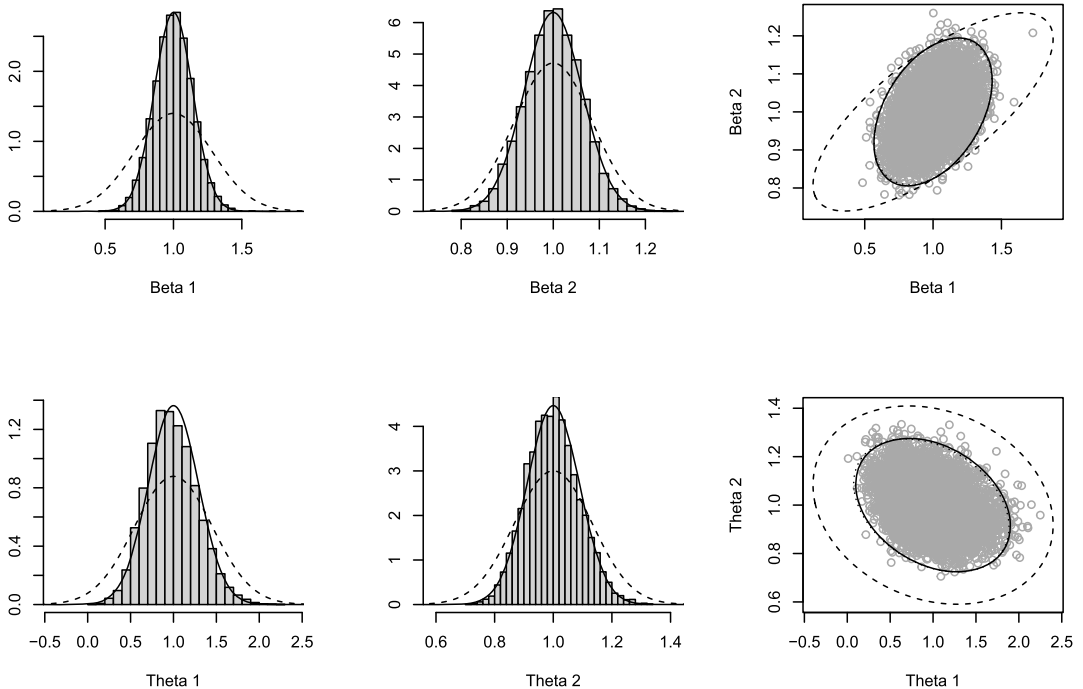 0.0 1.0 2.0
0.5 1.0 1.5
Beta 1
0 1 2 3 4 5 6
0.8 0.9 1.0 1.1 1.2
Beta 2
Beta 2
0.8 0.9 1.0 1.1 1.2
0.5 1.0 1.5
Beta 1
0.0 0.4 0.8 1.2
−0.5 0.0 0.5 1.0 1.5 2.0 2.5
Theta 1
0 1 2 3 4
0.6 0.8 1.0 1.2 1.4
Theta 2
Theta 2
0.6 0.8 1.0 1.2 1.4
−0.5 0.0 0.5 1.0 1.5 2.0 2.5
Theta 1